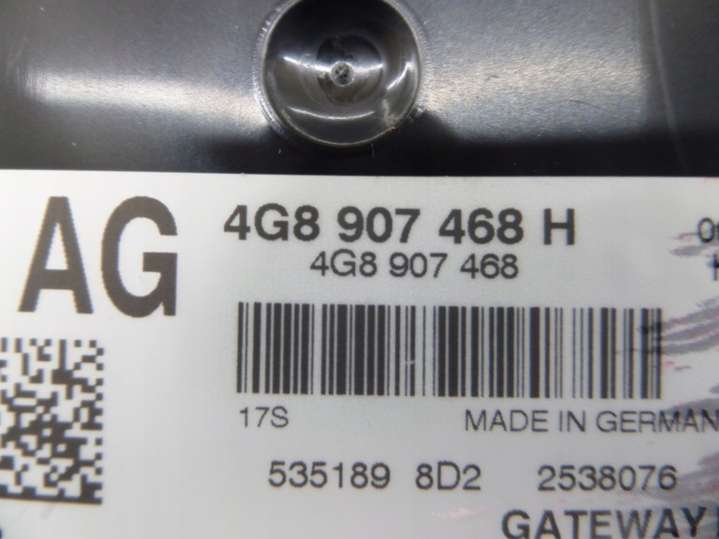 AG
4G8 907 468 H
4G8 907 468
17S MADE IN GERMAN
535189 8D2 2538076
GATEWAY